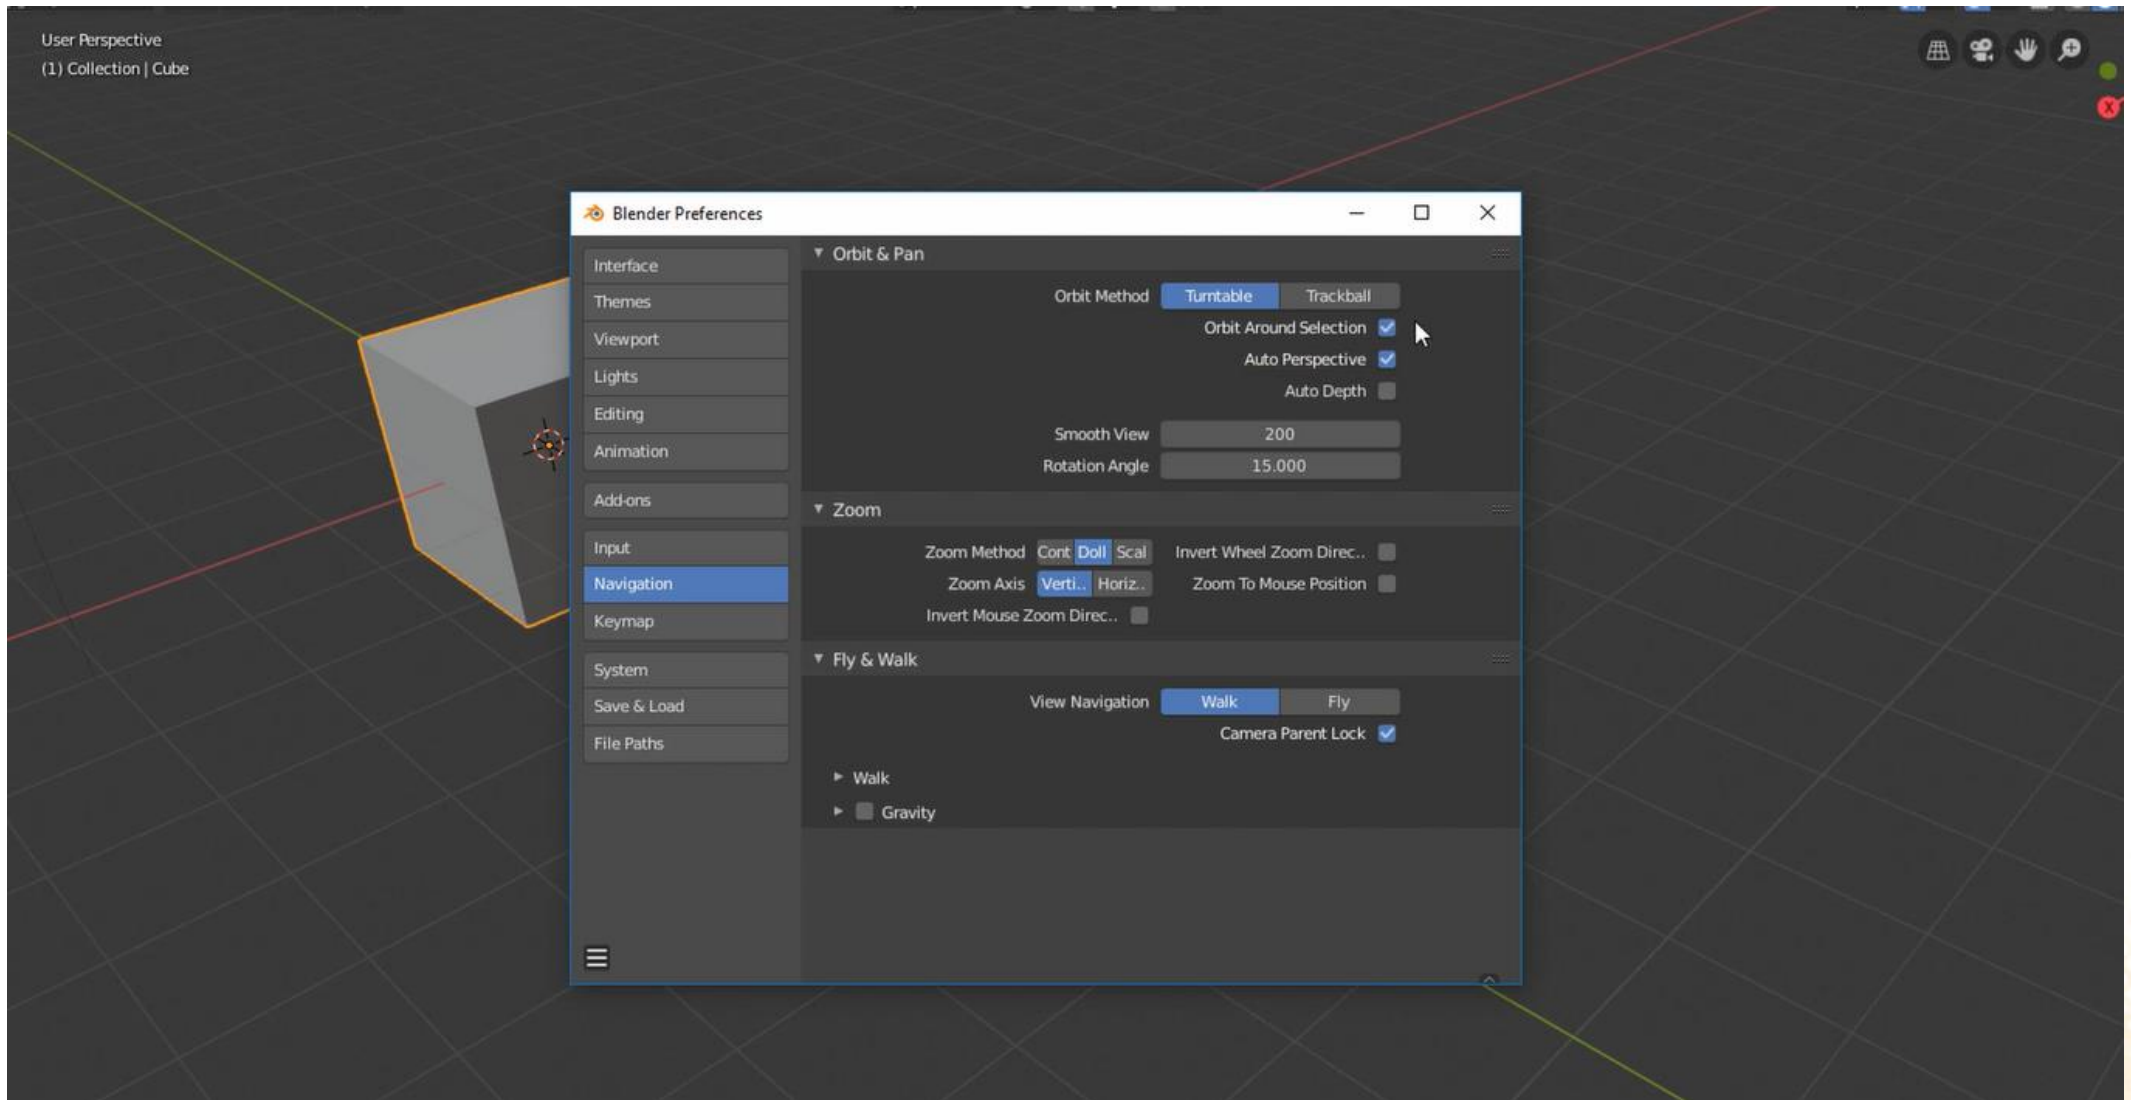 User Perspective
(1) Collection | Cube
X
Blender Preferences
Interface
Themes
Viewport
Lights
Editing
Animation
Add-ons
Input
Navigation
Keymap
System
Save & Load
File Paths
Orbit & Pan
Orbit Method Turntable Trackball
Orbit Around Selection
Auto Perspective
Auto Depth
Smooth View 200
Rotation Angle 15.000
Zoom
Zoom Method Cont Doll Scal Invert Wheel Zoom Direc..
Zoom Axis Verti.. Horiz.. Zoom To Mouse Position
Invert Mouse Zoom Direc..
Fly & Walk
View Navigation Walk Fly
Camera Parent Lock
Walk
Gravity